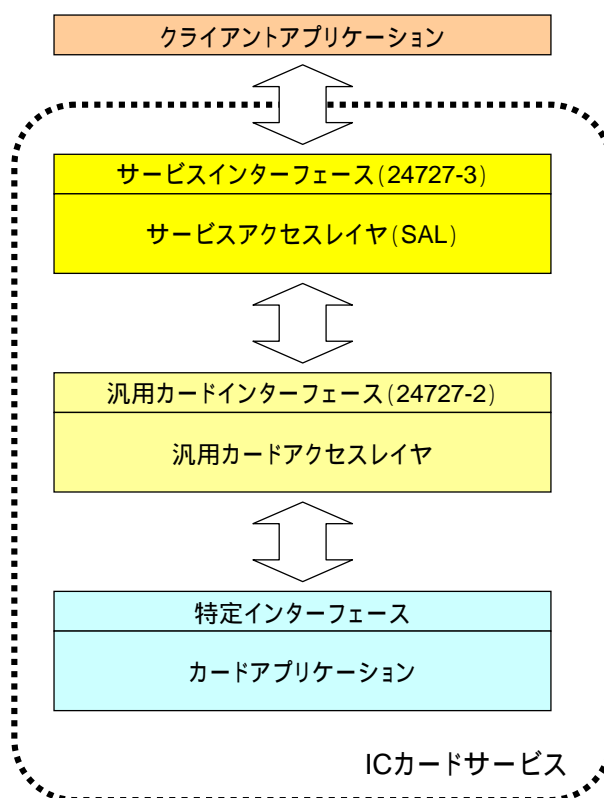 クライアントアプリケーション
サービスインターフェース(24727-3)
サービスアクセスレイヤ(SAL)
汎用カードインターフェース(24727-2)
汎用カードアクセスレイヤ
特定インターフェース
カードアプリケーション
ICカードサービス